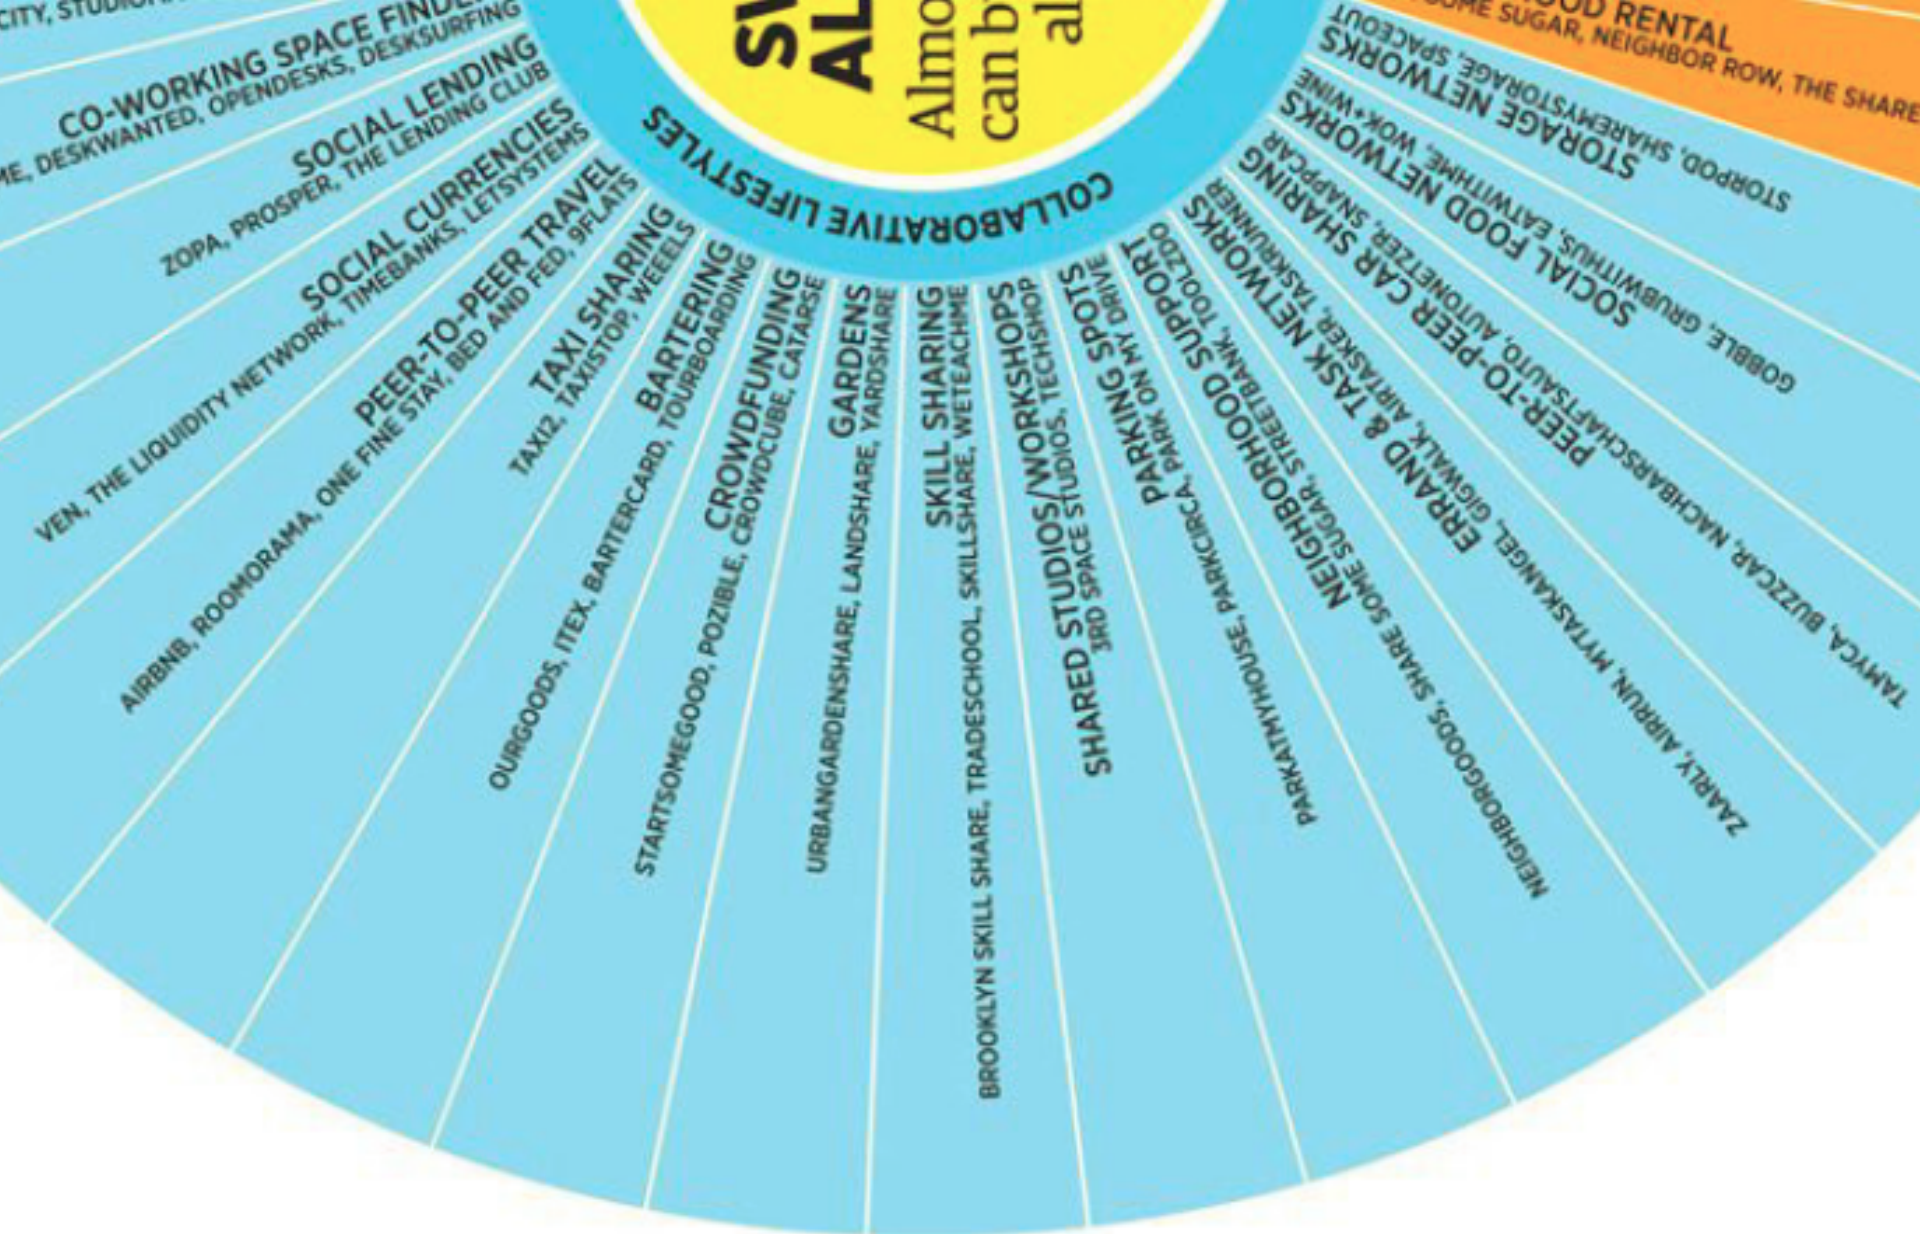 AL
Almo
can b
al
COLLABORATIVE LIFESTYLES
OOD RENTAL
SOME SUGAR, NEIGHBOR ROW, THE SHARE
STORAGE NETWORKS
STORPOD, SHAREMYSTORAGE, SPACEOUT
SOCIAL FOOD NETWORKS
GOBBLE, GRUBWITHUS, EATWITHME, WOK+WINE
PEER-TO-PEER CAR SHARING
TAMYCA, BUZZCAR, NACHBARSCHAFTSAUTO, AUTONETZER, SNAPPCAR
ERRAND & TASK NETWORKS
ZAARLY, AIRRUN, MYTASKANGEL, GIGWALK, AIRTASKER, TASKRUNNER
NEIGHBORHOOD SUPPORT
NEIGHBORGOODS, SHARE SOME SUGAR, STREETBANK, TOOLZDO
PARKING SPOTS
PARKATMYHOUSE, PARKCIRCA, PARK ON MY DRIVE
SHARED STUDIOS/WORKSHOPS
3RD SPACE STUDIOS, TECHSHOP
SKILL SHARING
BROOKLYN SKILL SHARE, TRADESCHOOL, SKILLSHARE, WETEACHME
GARDENS
URBANGARDENSHARE, LANDSHARE, YARDSHARE
CROWDFUNDING
STARTSOMEGOOD, POZIBLE, CROWDCUBE, CATARSE
BARTERING
OURGOODS, ITEX, BARTERCARD, TOURBOARDING
TAXI SHARING
TAXI2, TAXISTOP, WEEELS
PEER-TO-PEER TRAVEL
AIRBNB, ROOMORAMA, ONE FINE STAY, BED AND FED, 9FLATS
SOCIAL CURRENCIES
VEN, THE LIQUIDITY NETWORK, TIMEBANKS, LETSYSTEMS
SOCIAL LENDING
ZOPA, PROSPER, THE LENDING CLUB
CO-WORKING SPACE FINDE
ME, DESKWANTED, OPENDESKS, DESKSURFING